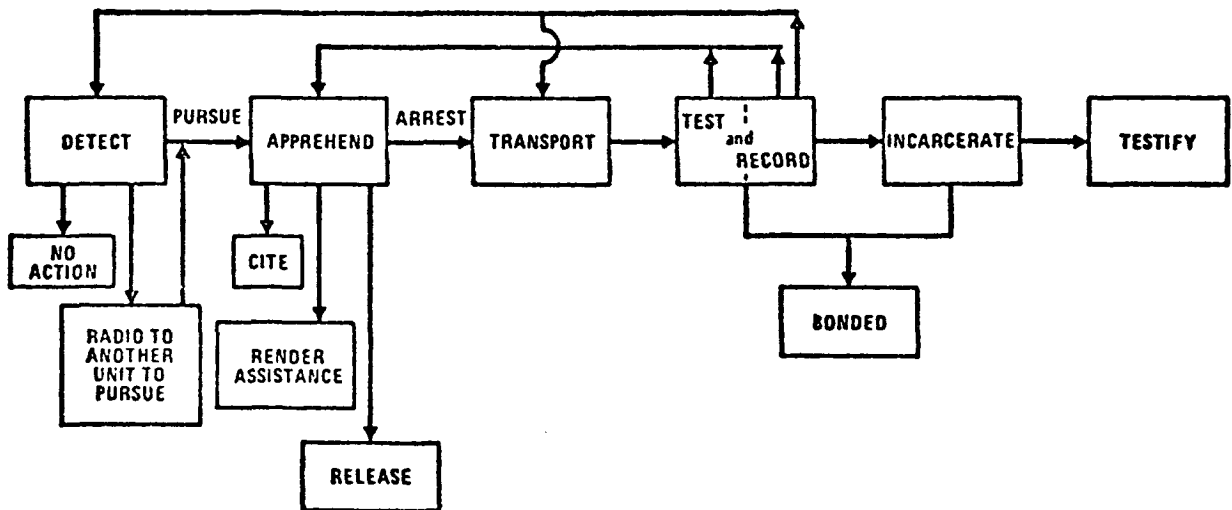 PURSUE
ARREST
DETECT
APPREHEND
TRANSPORT
TEST
and
RECORD
INCARCERATE
TESTIFY
NO
ACTION
CITE
RADIO TO
ANOTHER
UNIT TO
PURSUE
RENDER
ASSISTANCE
BONDED
RELEASE